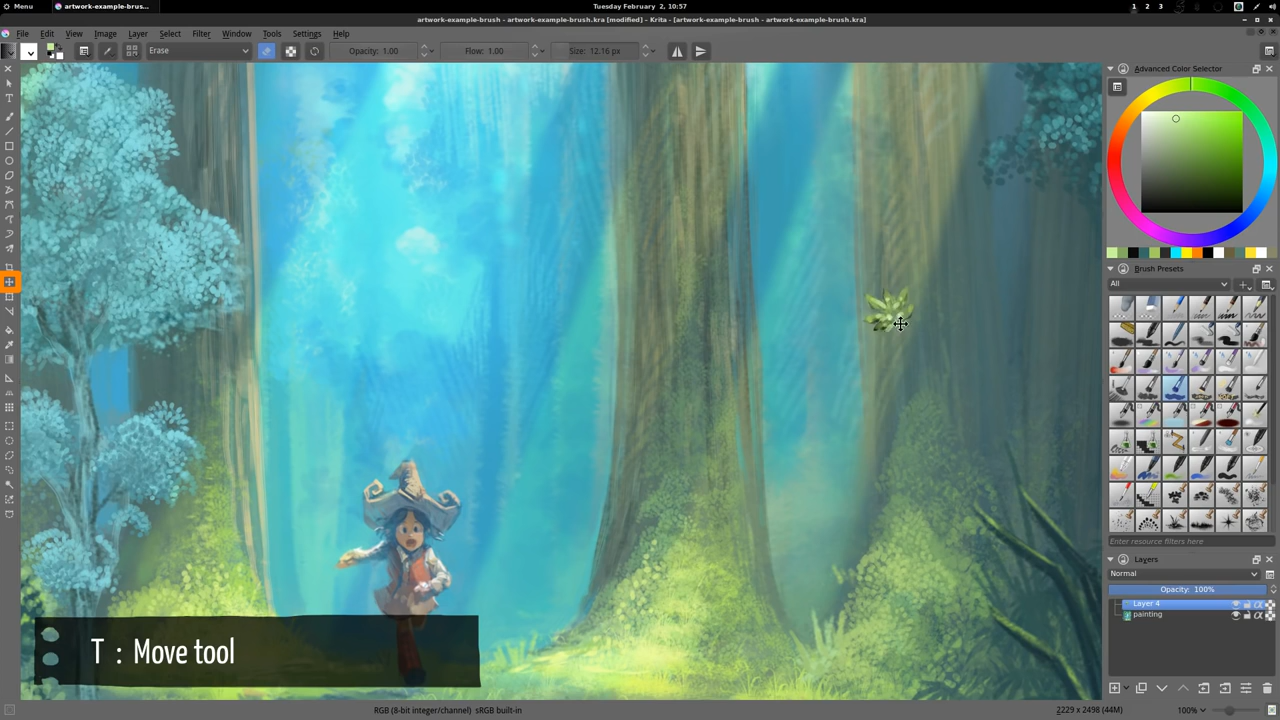 Menu
artwork-example-brus...
Tuesday February 2, 10:57
1 2 3
artwork-example-brush - artwork-example-brush.kra [modified] - Krita - [artwork-example-brush - artwork-example-brush.kra]
File Edit View Image Layer Select Filter Window Tools Settings Help
Erase
Opacity: 1.00
Flow: 1.00
Size: 12.16 px
Advanced Color Selector
Brush Presets
All
Enter resource filters here
Layers
Normal
Opacity: 100%
Layer 4
painting
T : Move tool
RGB (8-bit integer/channel) sRGB built-in
2229 x 2498 (44M)
100%